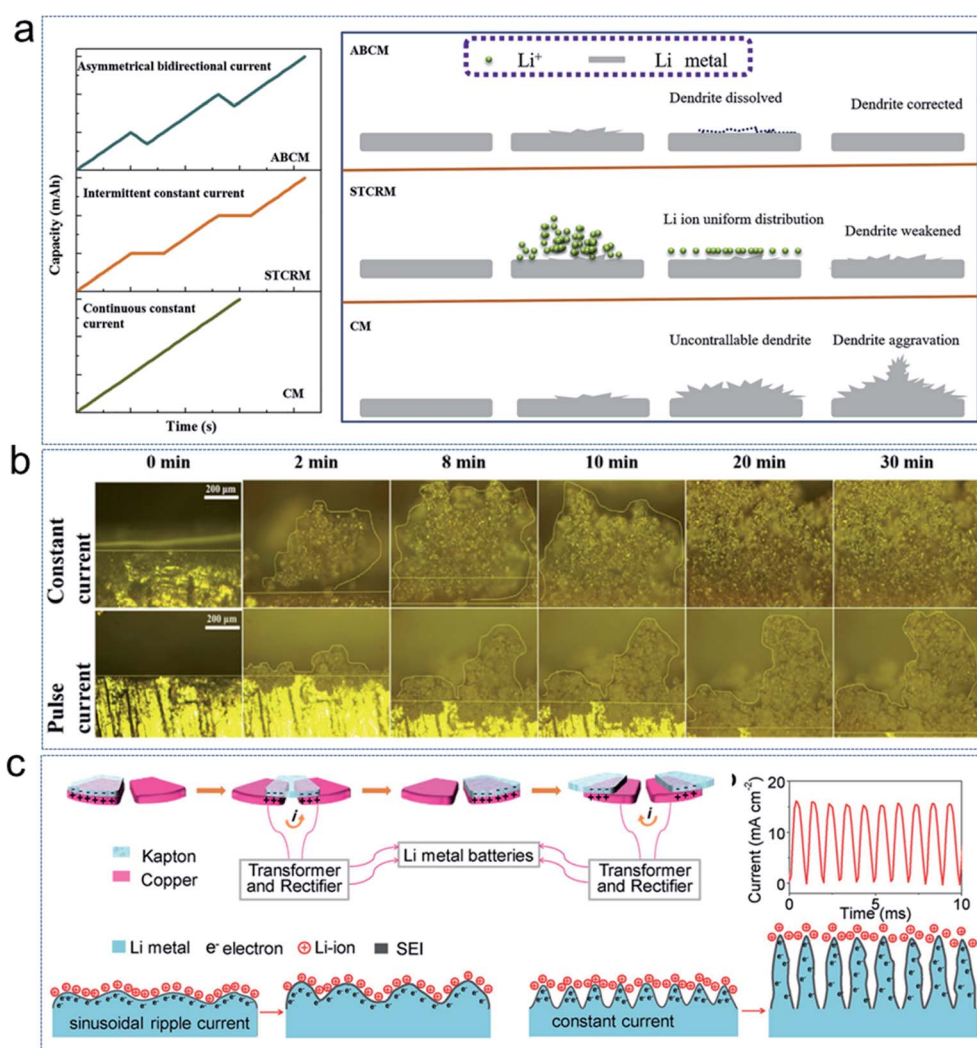 a
Asymmetrical bidirectional current
ABCM
Intermittent constant current
STCRM
Continuous constant
current
CM
Capacity (mAh)
Time (s)
ABCM
Li+
Li metal
Dendrite dissolved
Dendrite corrected
STCRM
Li ion uniform distribution
Dendrite weakened
CM
Uncontrallable dendrite
Dendrite aggravation
b
0 min
2 min
8 min
10 min
20 min
30 min
Constant
current
200 μm
Pulse
current
200 μm
c
i
i
Kapton
Copper
Transformer
and Rectifier
Li metal batteries
Transformer
and Rectifier
Current (mA cm-2)
20
10
0
0
5
10
Time (ms)
Li metal
e- electron
Li-ion
SEI
sinusoidal ripple current
constant current